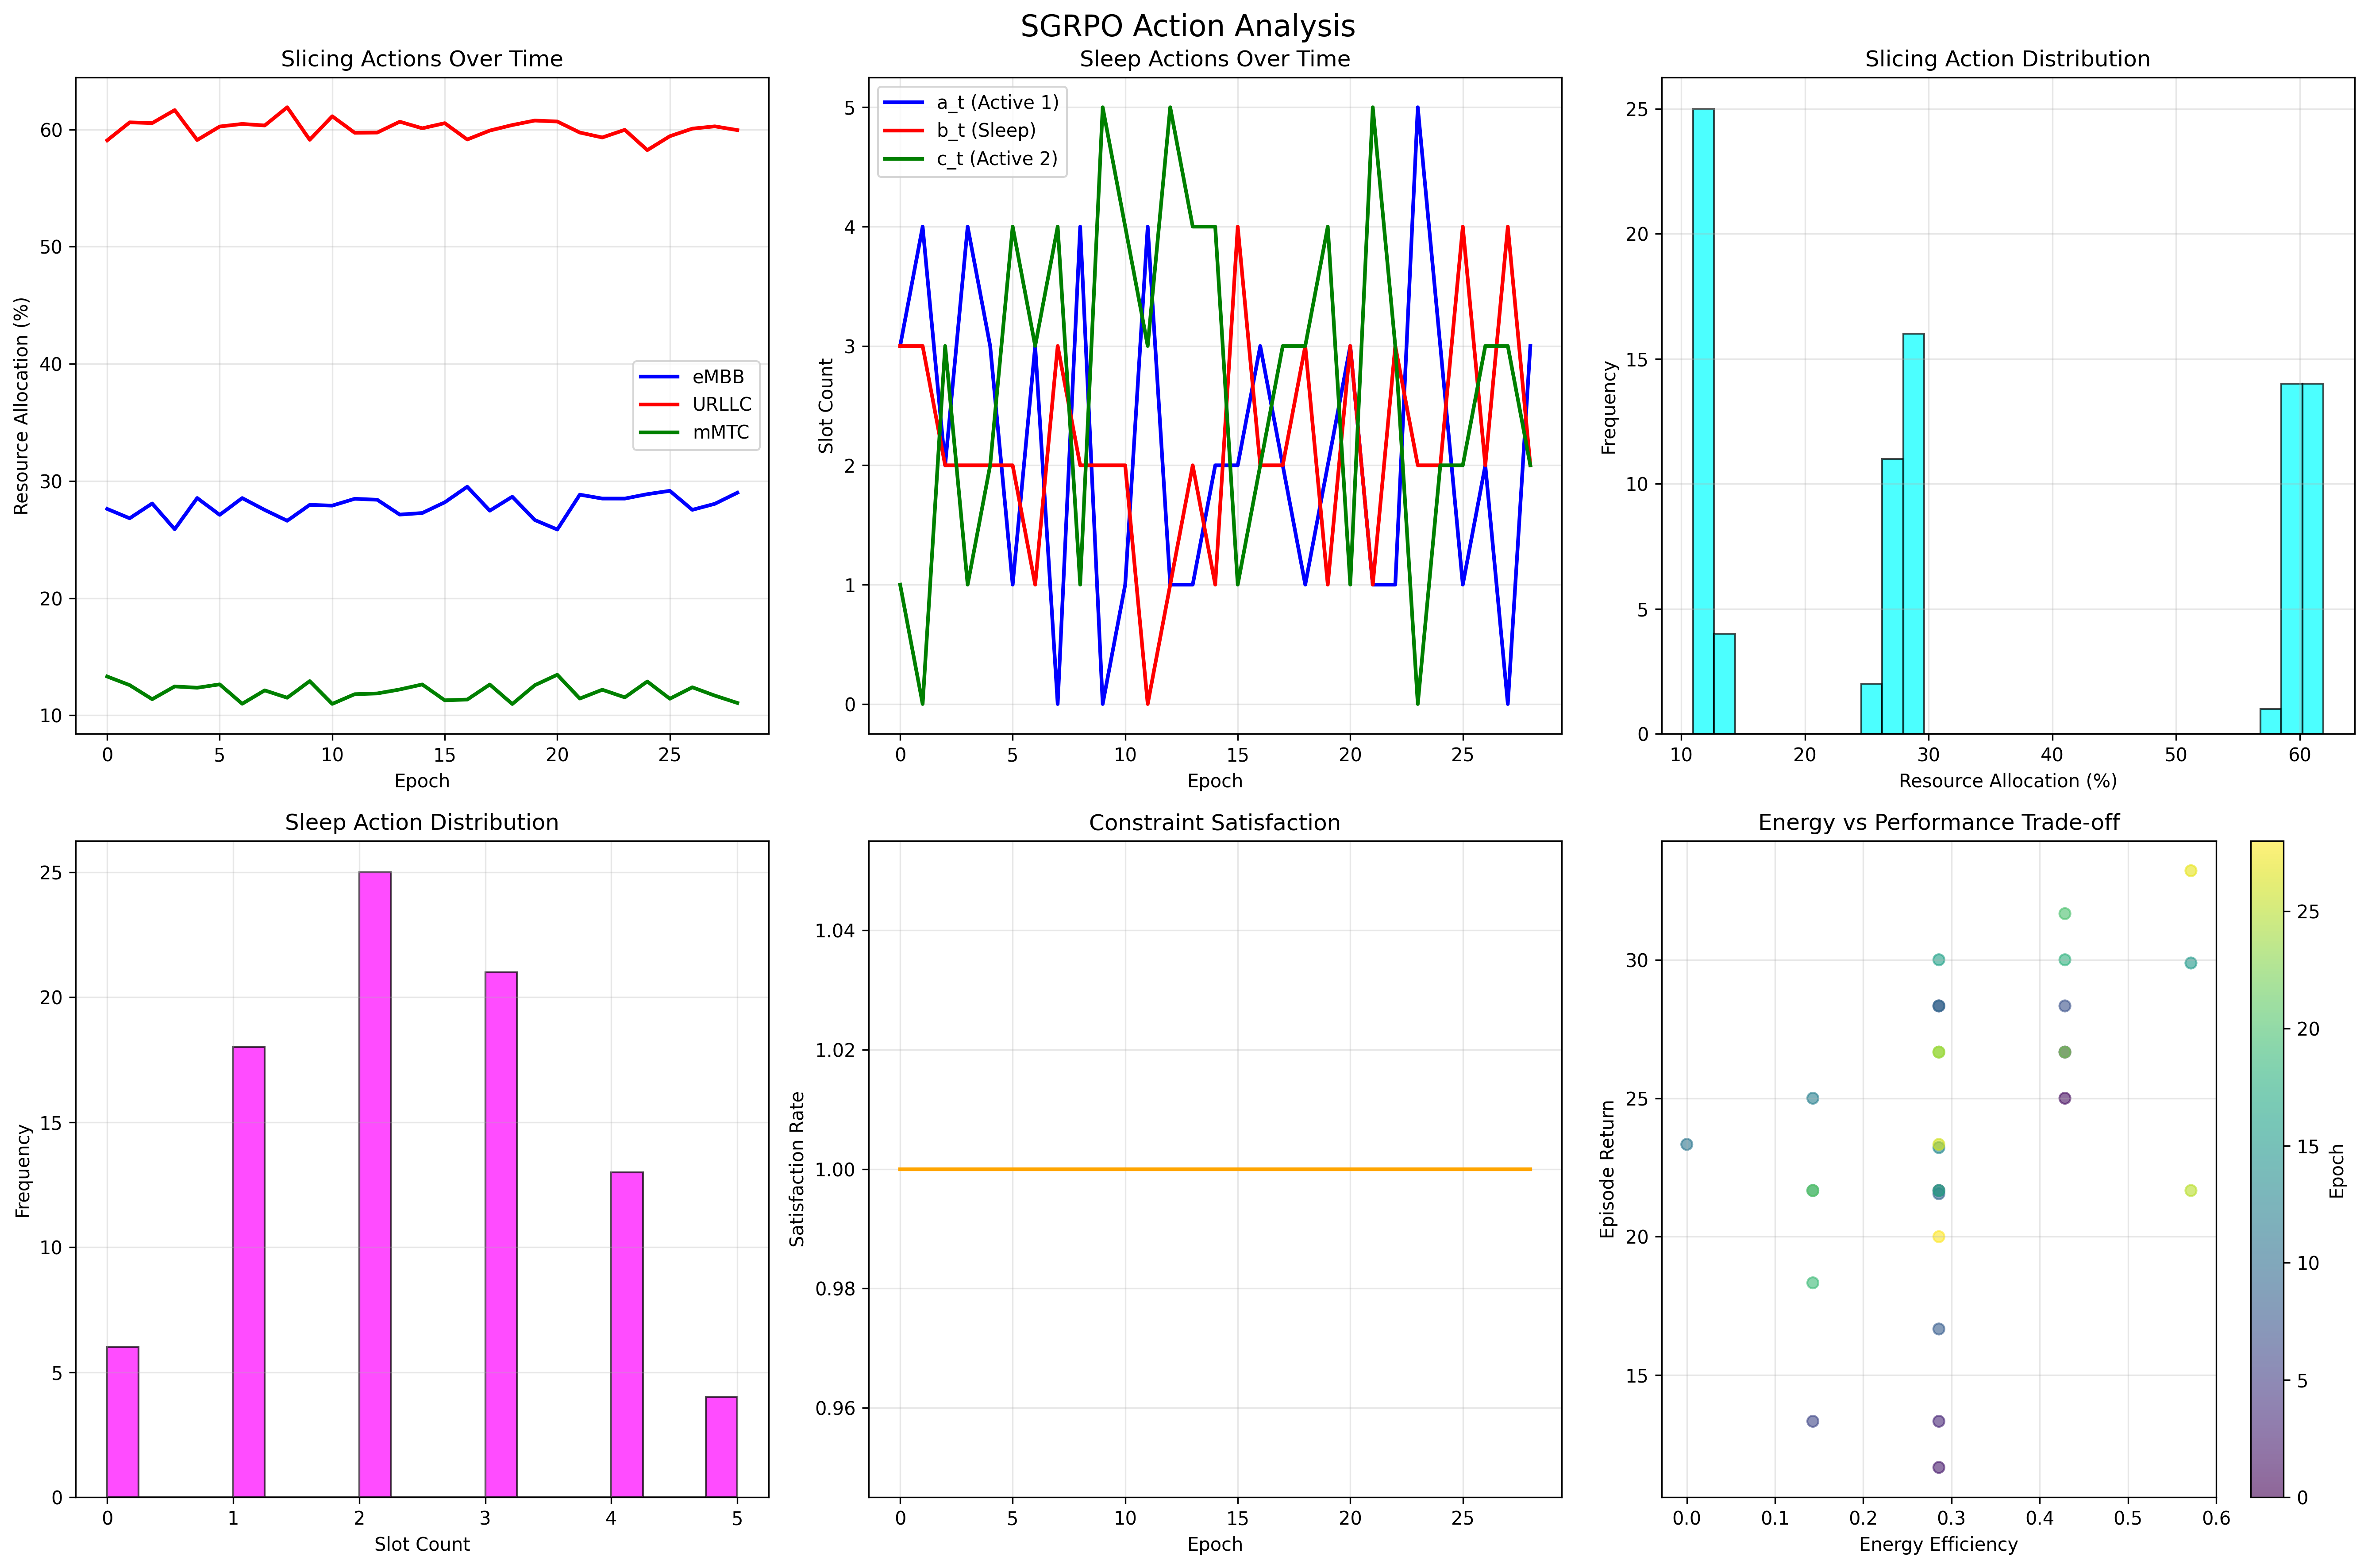 SGRPO Action Analysis
Slicing Actions Over Time
Resource Allocation (%)
60
50
40
30
20
10
eMBB
URLLC
mMTC
0 5 10 15 20 25
Epoch
Sleep Actions Over Time
Slot Count
5
4
3
2
1
0
a_t (Active 1)
b_t (Sleep)
c_t (Active 2)
0 5 10 15 20 25
Epoch
Slicing Action Distribution
Frequency
25
20
15
10
5
0
10 20 30 40 50 60
Resource Allocation (%)
Sleep Action Distribution
Frequency
25
20
15
10
5
0
0 1 2 3 4 5
Slot Count
Constraint Satisfaction
Satisfaction Rate
1.04
1.02
1.00
0.98
0.96
0 5 10 15 20 25
Epoch
Energy vs Performance Trade-off
Episode Return
30
25
20
15
0.0 0.1 0.2 0.3 0.4 0.5 0.6
Energy Efficiency
25
20
15
10
5
0
Epoch